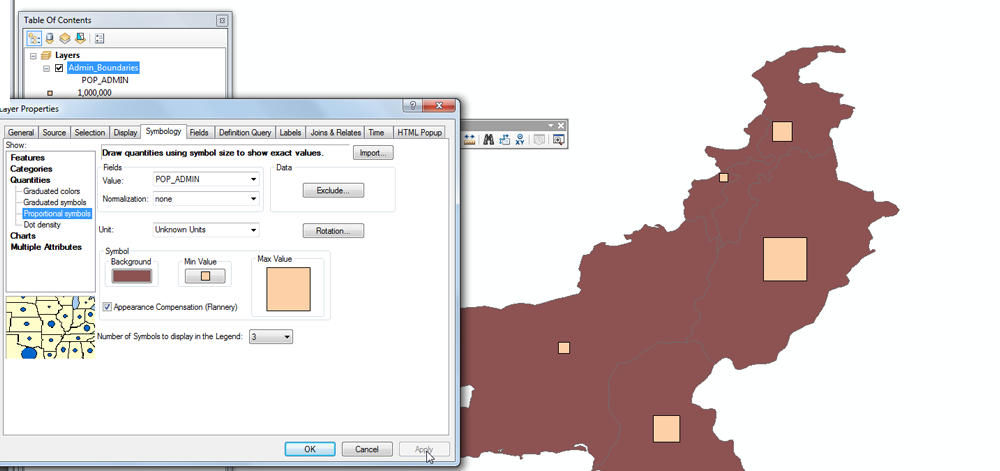 Table Of Contents
Layers
Admin_Boundaries
POP_ADMIN
1,000,000
Layer Properties
General Source Selection Display Symbology Fields Definition Query Labels Joins & Relates Time HTML Popup
Show:
Features
Categories
Quantities
Graduated colors
Graduated symbols
Proportional symbols
Dot density
Charts
Multiple Attributes
Draw quantities using symbol size to show exact values.
Import...
Fields
Value: POP_ADMIN
Normalization: none
Data
Exclude...
Unit: Unknown Units
Rotation...
Symbol
Background
Min Value
Max Value
Appearance Compensation (Flannery)
Number of Symbols to display in the Legend: 3
OK Cancel Apply
XY